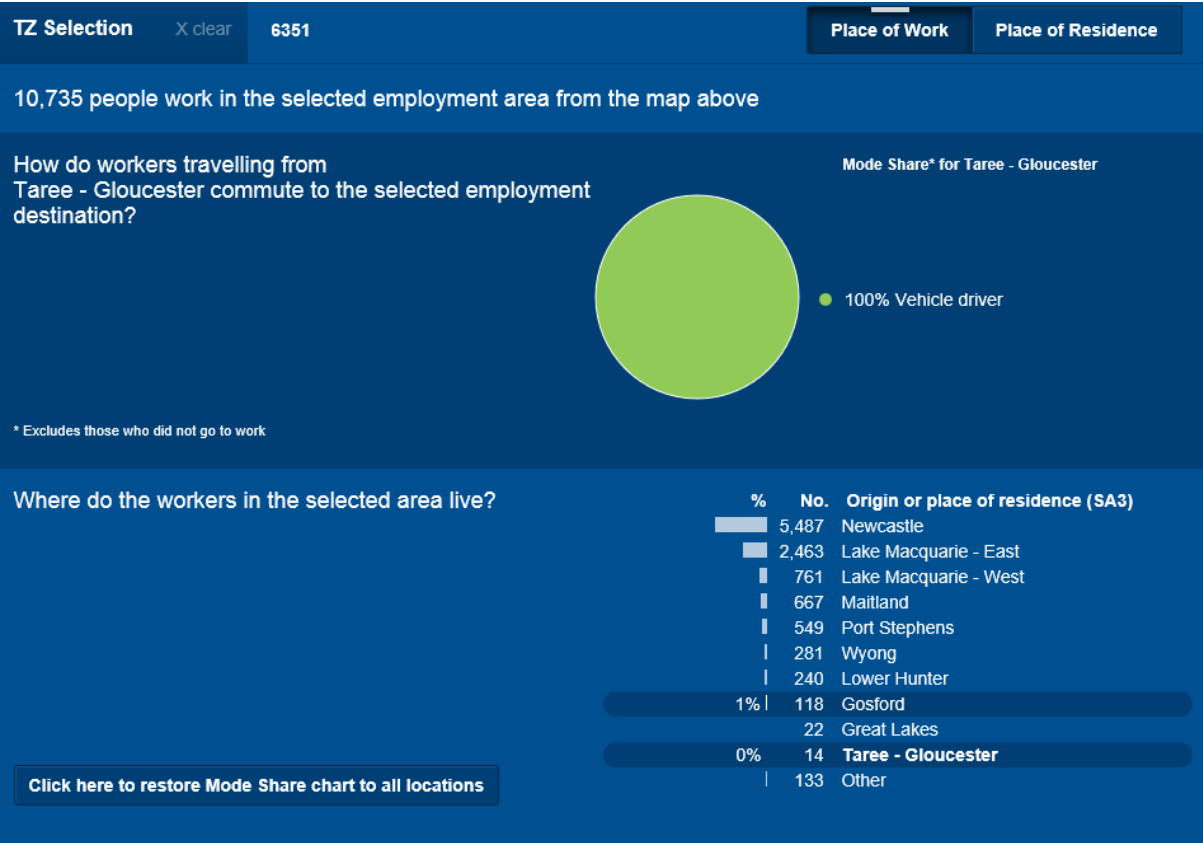 TZ Selection X clear 6351 Place of Work Place of Residence
10,735 people work in the selected employment area from the map above
How do workers travelling from
Taree - Gloucester commute to the selected employment
destination?
Mode Share* for Taree - Gloucester
100% Vehicle driver
* Excludes those who did not go to work
Where do the workers in the selected area live?
% No. Origin or place of residence (SA3)
5,487 Newcastle
2,463 Lake Macquarie - East
761 Lake Macquarie - West
667 Maitland
549 Port Stephens
281 Wyong
240 Lower Hunter
1% 118 Gosford
22 Great Lakes
0% 14 Taree - Gloucester
133 Other
Click here to restore Mode Share chart to all locations